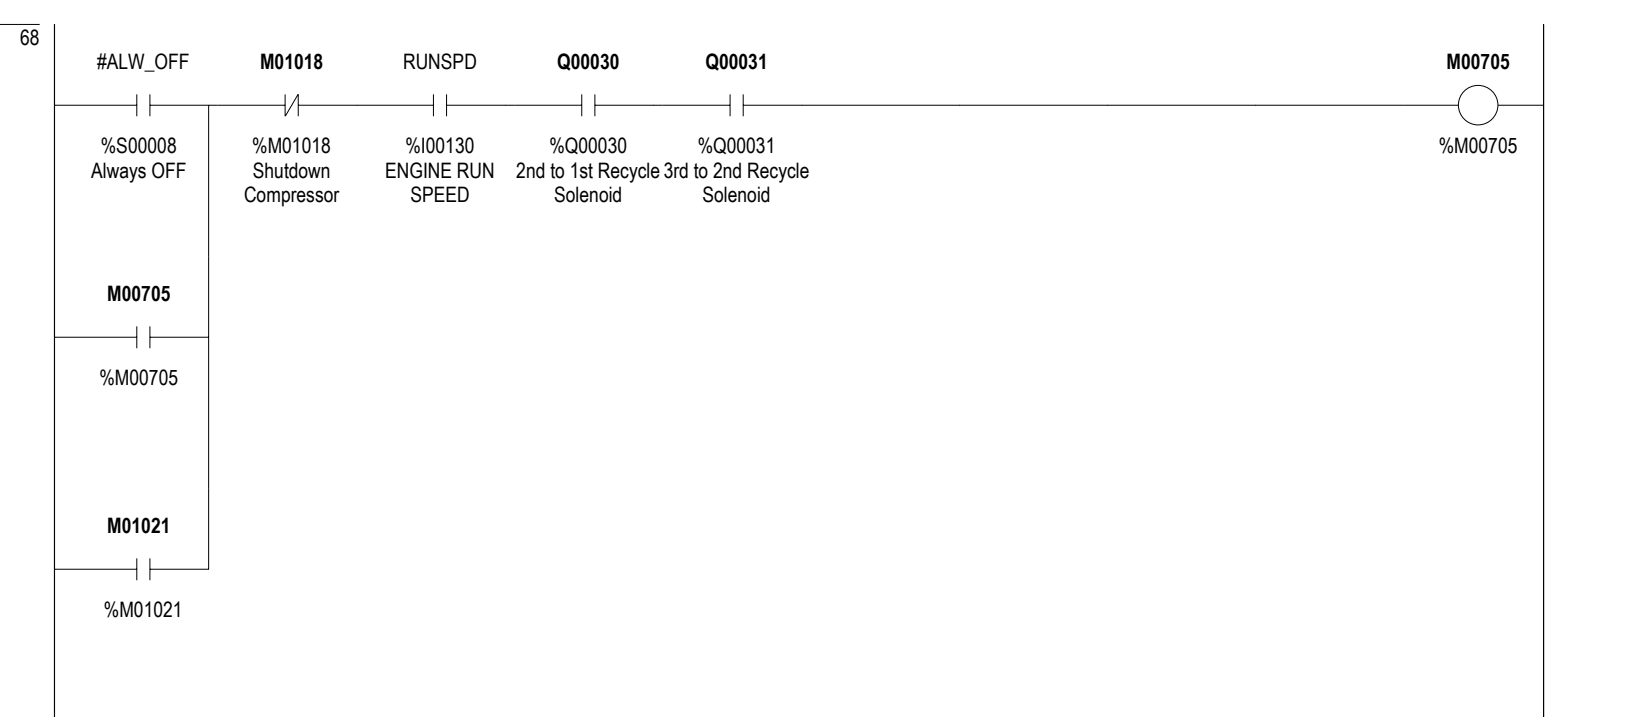 68
#ALW_OFF M01018 RUNSPD Q00030 Q00031 M00705
%S00008 %M01018 %I00130 %Q00030 %Q00031 %M00705
Always OFF Shutdown ENGINE RUN 2nd to 1st Recycle 3rd to 2nd Recycle
Compressor SPEED Solenoid Solenoid
M00705
%M00705
M01021
%M01021